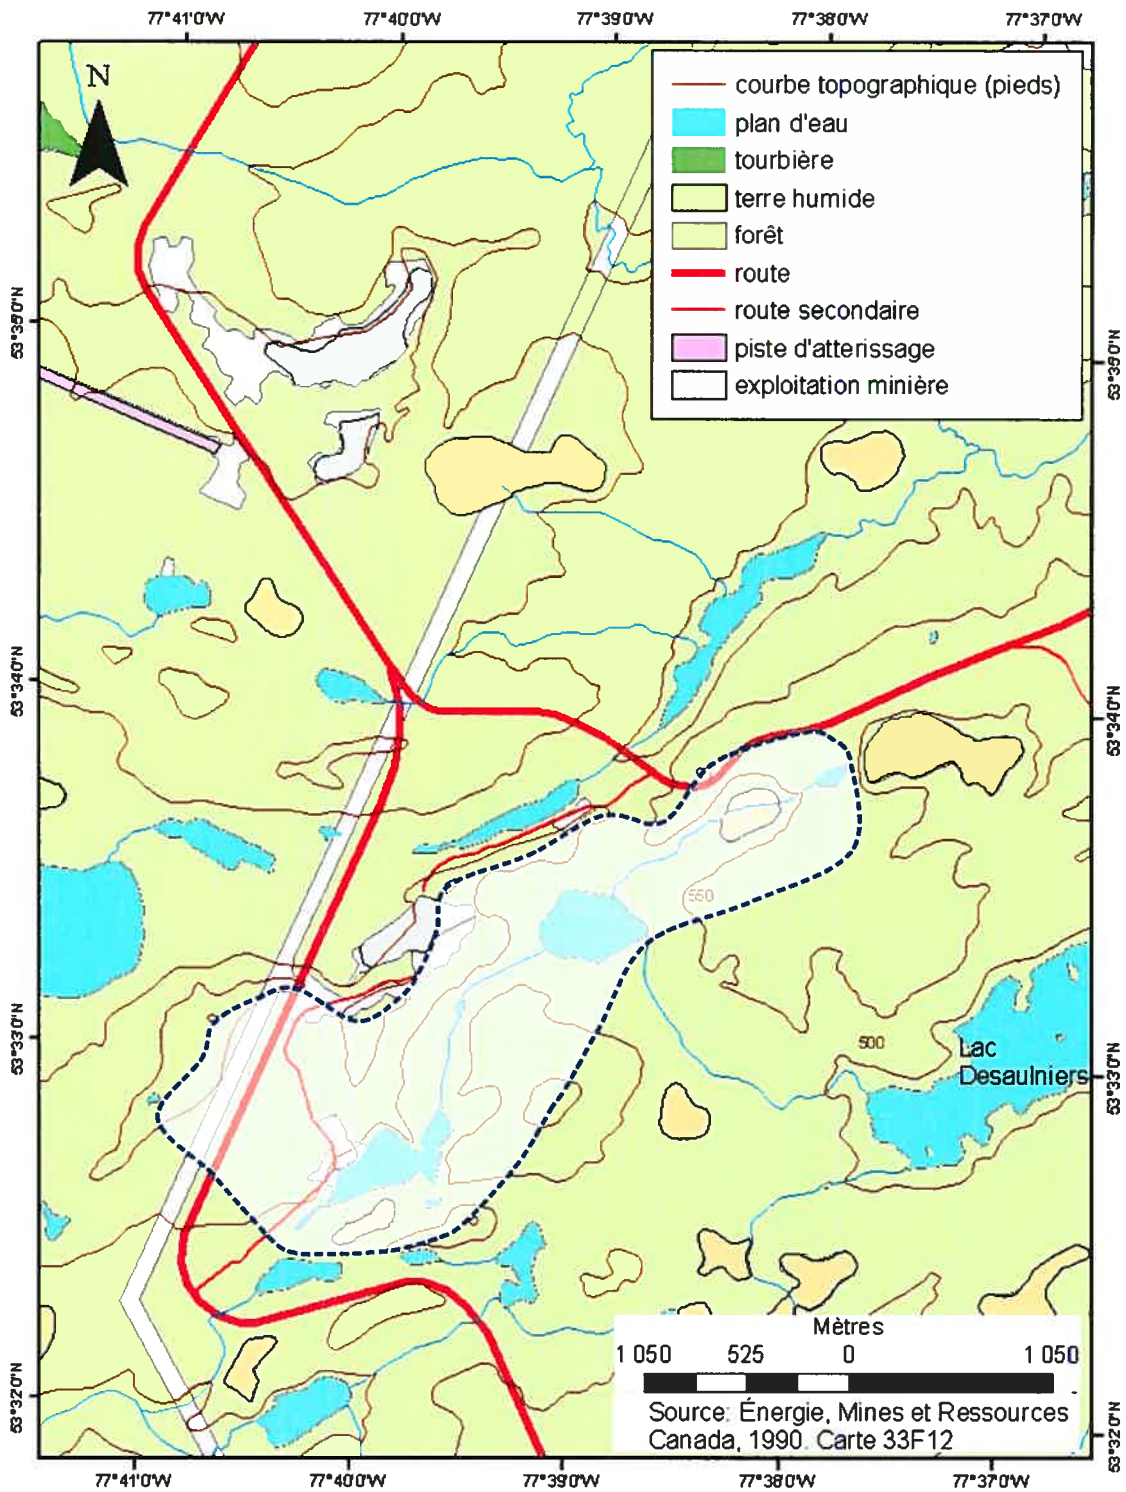 77°41'0"W 77°40'0"W 77°39'0"W 77°38'0"W 77°37'0"W
N
courbe topographique (pieds)
plan d'eau
tourbière
terre humide
forêt
route
route secondaire
piste d'atterissage
exploitation minière
53°35'0"N
53°35'0"N
53°34'0"N
53°34'0"N
550
53°33'0"N
500
Lac
Desaulniers
53°33'0"N
Mètres
1 050 525 0 1 050
Source: Énergie, Mines et Ressources
Canada, 1990. Carte 33F12
53°32'0"N
53°32'0"N
77°41'0"W 77°40'0"W 77°39'0"W 77°38'0"W 77°37'0"W